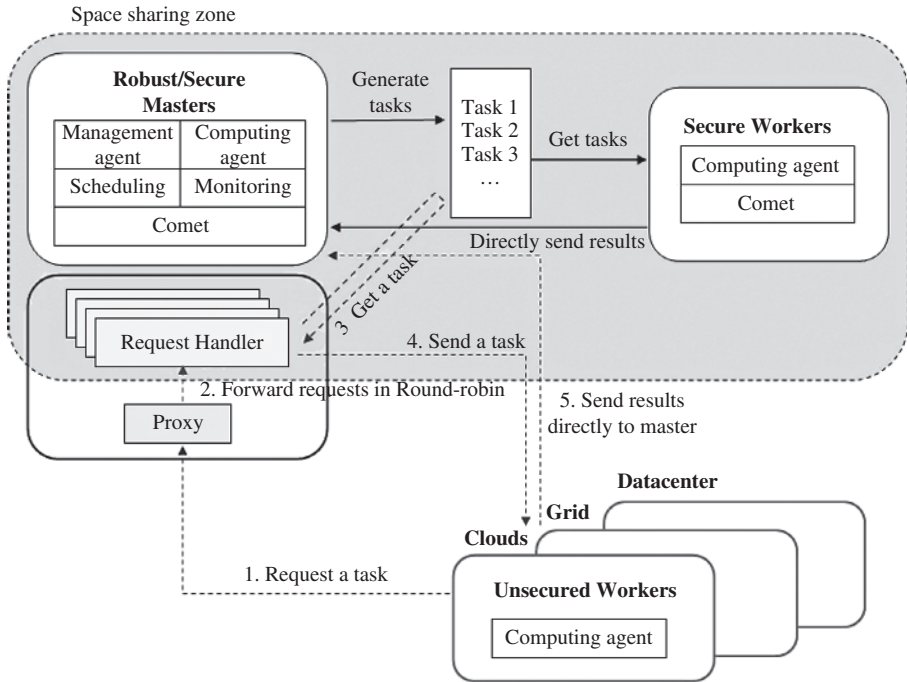 Space sharing zone
Robust/Secure
Masters
Management
agent
Computing
agent
Scheduling
Monitoring
Comet
Generate
tasks
Task 1
Task 2
Task 3
…
Get tasks
Secure Workers
Computing agent
Comet
Directly send results
3 Get a task
Request Handler
4. Send a task
2. Forward requests in Round-robin
Proxy
5. Send results
directly to master
Datacenter
Grid
Clouds
1. Request a task
Unsecured Workers
Computing agent